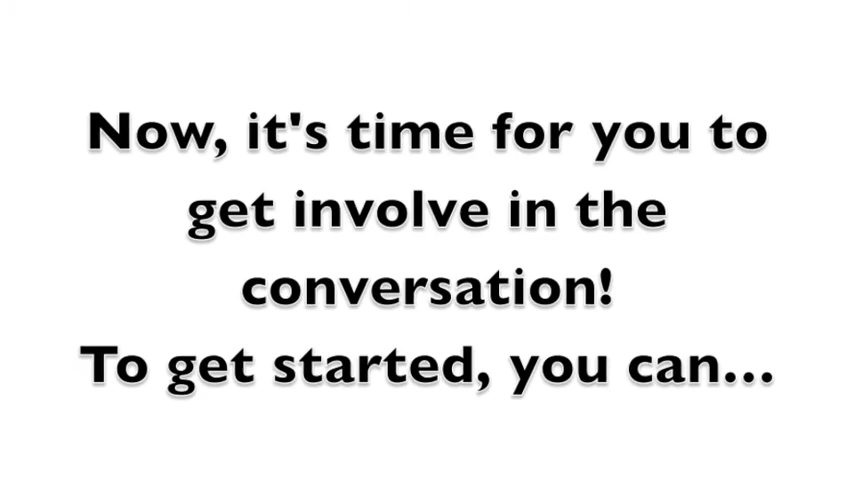 Now, it's time for you to
get involve in the
conversation!
To get started, you can...